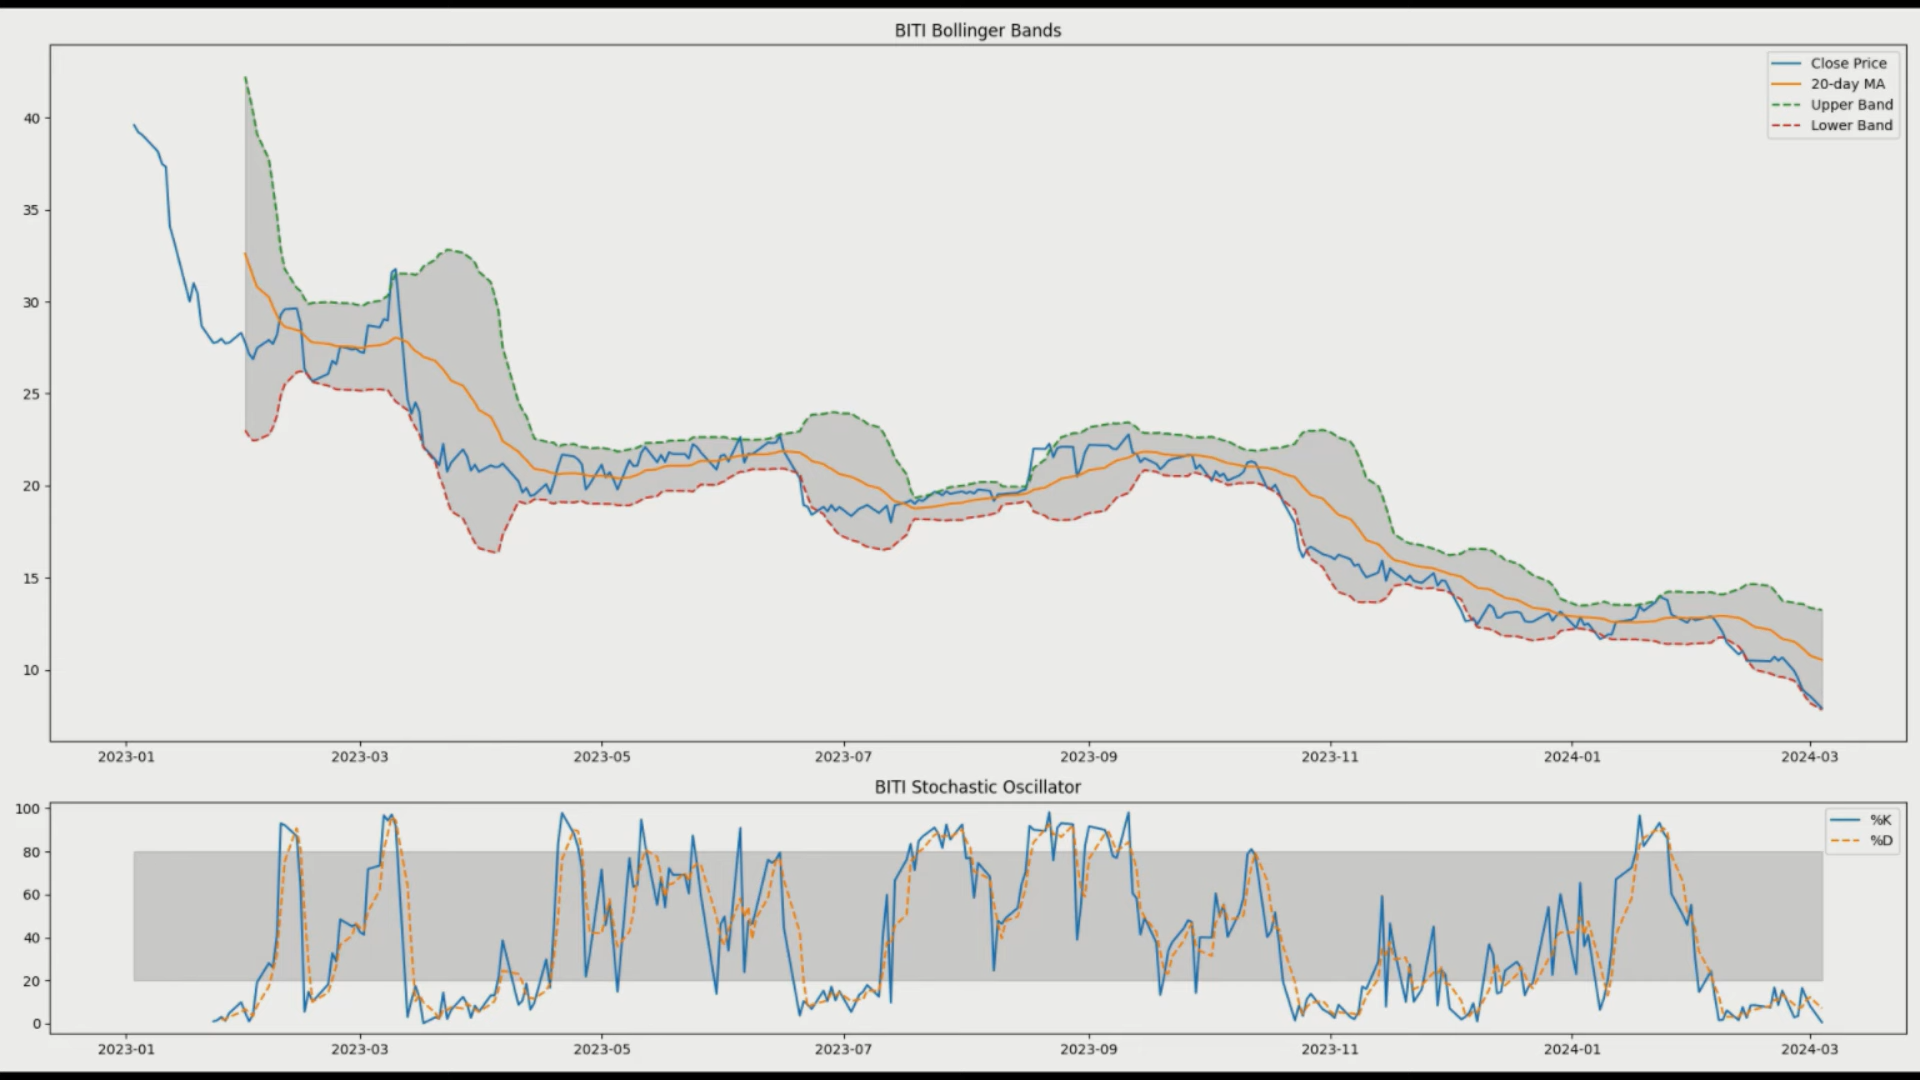 BITI Bollinger Bands
Close Price
20-day MA
Upper Band
Lower Band
40
35
30
25
20
15
10
2023-01 2023-03 2023-05 2023-07 2023-09 2023-11 2024-01 2024-03
BITI Stochastic Oscillator
%K
%D
100
80
60
40
20
0
2023-01 2023-03 2023-05 2023-07 2023-09 2023-11 2024-01 2024-03